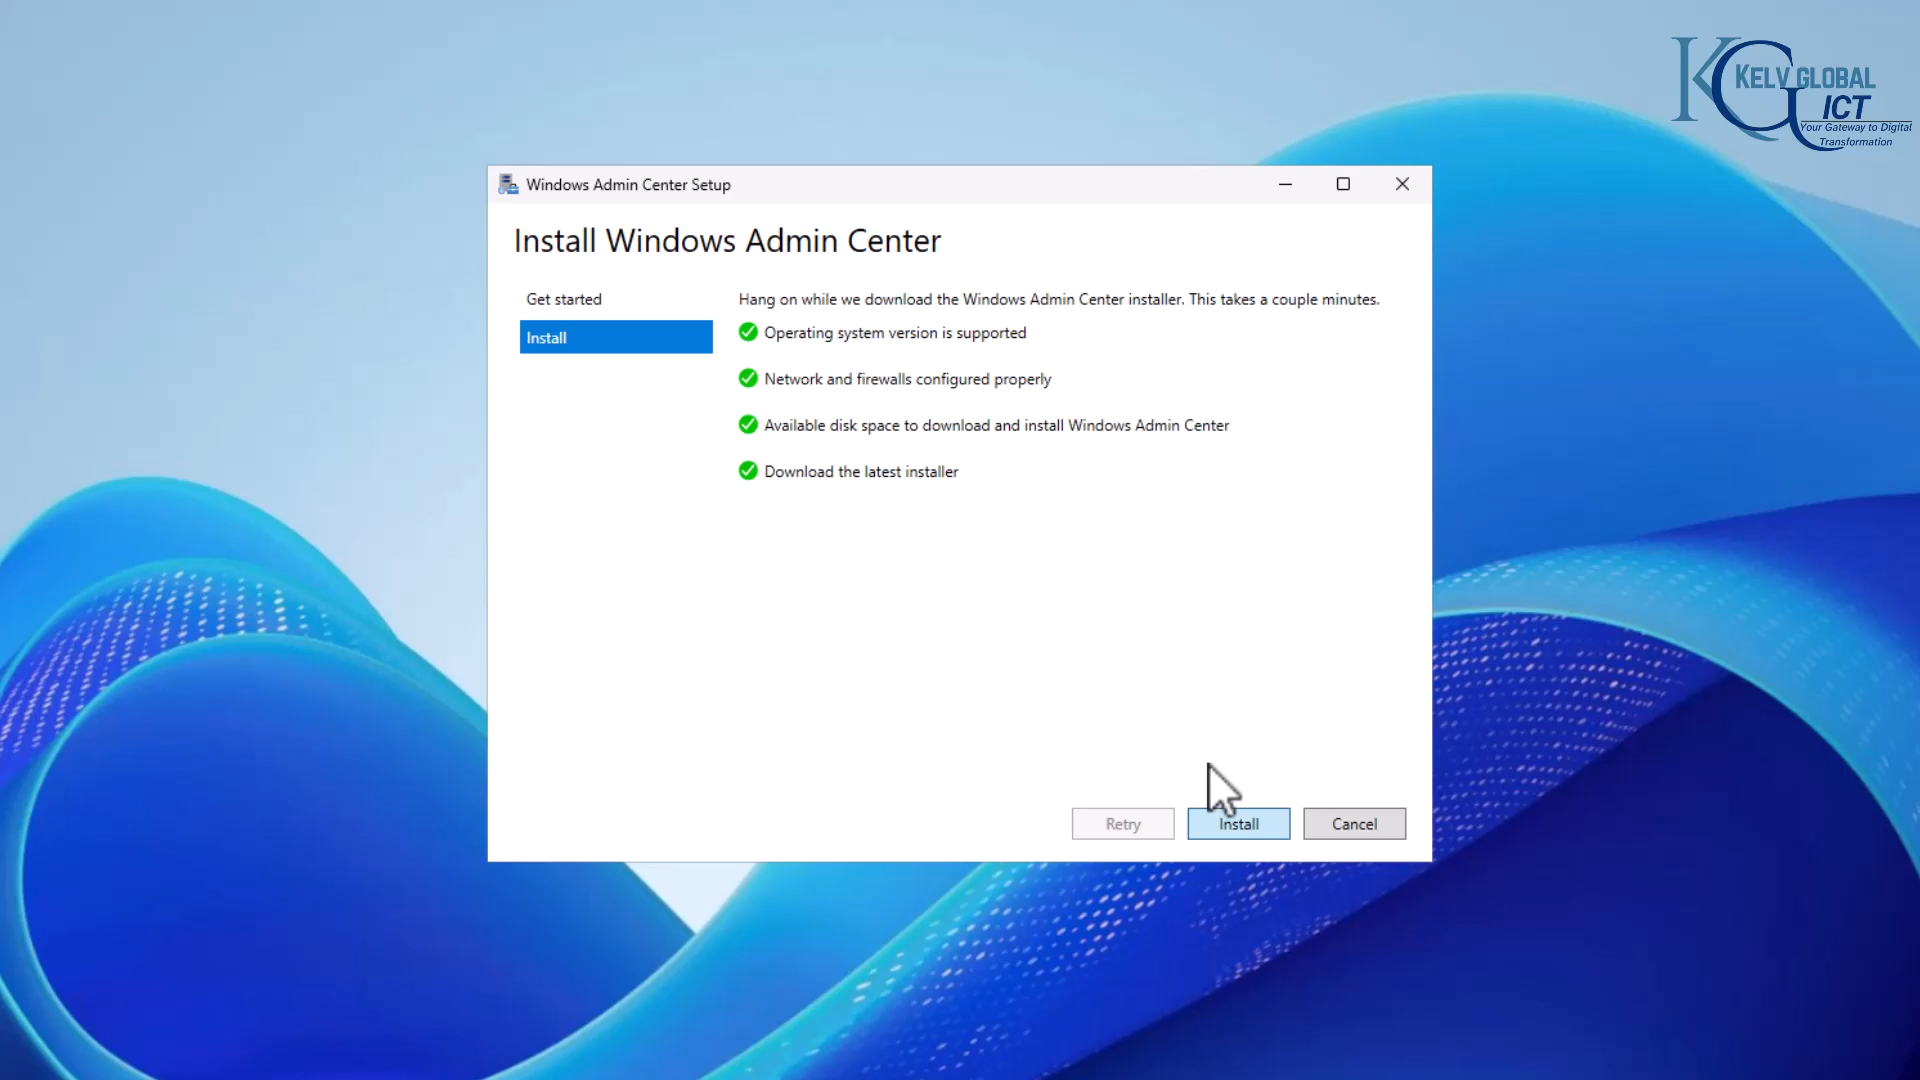 KELV GLOBAL
ICT
Your Gateway to Digital
Transformation
Windows Admin Center Setup
Install Windows Admin Center
Get started
Install
Hang on while we download the Windows Admin Center installer. This takes a couple minutes.
Operating system version is supported
Network and firewalls configured properly
Available disk space to download and install Windows Admin Center
Download the latest installer
Retry
Install
Cancel